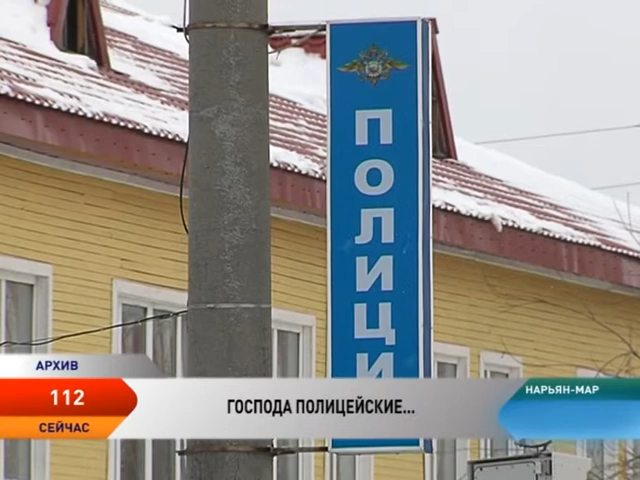 ПОЛИЦИ
АРХИВ
112
СЕЙЧАС
ГОСПОДА ПОЛИЦЕЙСКИЕ...
НАРЬЯН-МАР